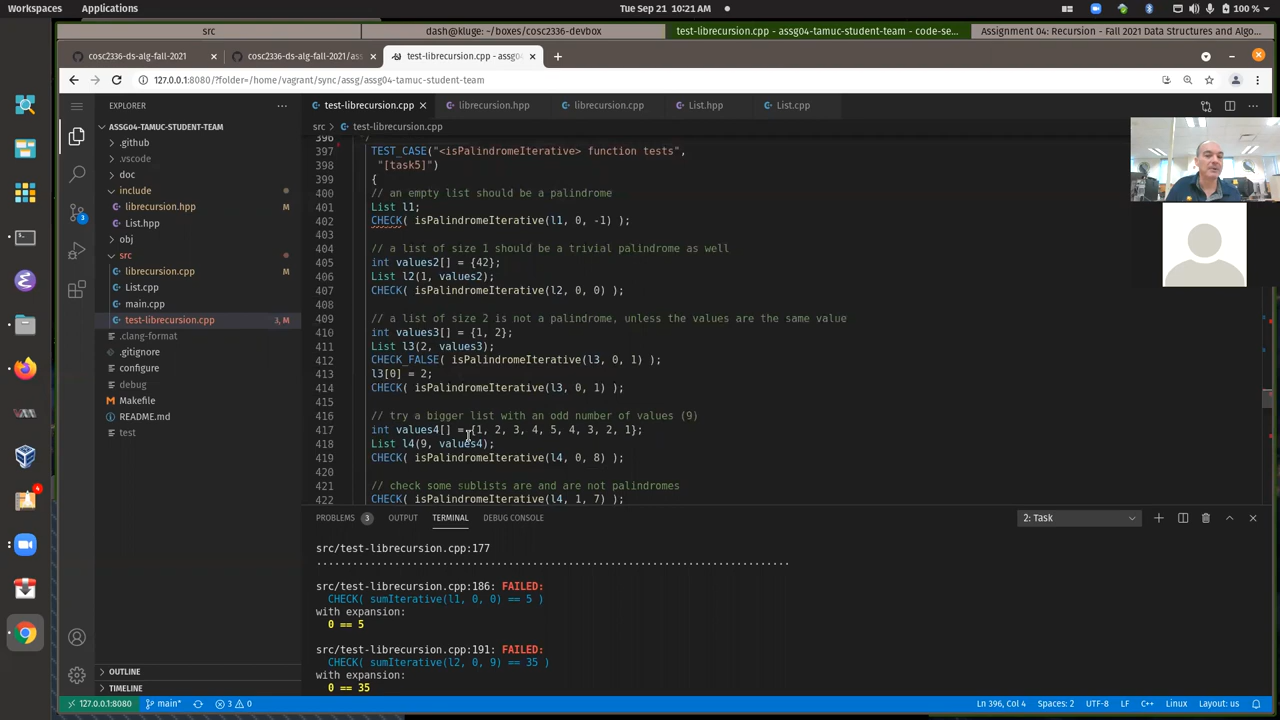 Workspaces Applications Tue Sep 21 10:21 AM 100 %
src dash@kluge: ~/boxes/cosc2336-devbox test-librecursion.cpp - assg04-tamuc-student-team - code-se... Assignment 04: Recursion - Fall 2021 Data Structures and Algo...
cosc2336-ds-alg-fall-2021 cosc2336-ds-alg-fall-2021/as test-librecursion.cpp - assg0
127.0.0.1:8080/?folder=/home/vagrant/sync/assg/assg04-tamuc-student-team
EXPLORER
test-librecursion.cpp librecursion.hpp librecursion.cpp List.hpp List.cpp
ASSG04-TAMUC-STUDENT-TEAM
src > test-librecursion.cpp
.github
.vscode
doc
include
librecursion.hpp M
List.hpp
obj
src
librecursion.cpp M
List.cpp
main.cpp
test-librecursion.cpp 3, M
.clang-format
.gitignore
configure
debug
Makefile
README.md
test
OUTLINE
TIMELINE
3
4
396 */
397 TEST_CASE("<isPalindromeIterative> function tests",
398 "[task5]")
399 {
400 // an empty list should be a palindrome
401 List l1;
402 CHECK( isPalindromeIterative(l1, 0, -1) );
403
404 // a list of size 1 should be a trivial palindrome as well
405 int values2[] = {42};
406 List l2(1, values2);
407 CHECK( isPalindromeIterative(l2, 0, 0) );
408
409 // a list of size 2 is not a palindrome, unless the values are the same value
410 int values3[] = {1, 2};
411 List l3(2, values3);
412 CHECK_FALSE( isPalindromeIterative(l3, 0, 1) );
413 l3[0] = 2;
414 CHECK( isPalindromeIterative(l3, 0, 1) );
415
416 // try a bigger list with an odd number of values (9)
417 int values4[] = {1, 2, 3, 4, 5, 4, 3, 2, 1};
418 List l4(9, values4);
419 CHECK( isPalindromeIterative(l4, 0, 8) );
420
421 // check some sublists are and are not palindromes
422 CHECK( isPalindromeIterative(l4, 1, 7) );
PROBLEMS 3 OUTPUT TERMINAL DEBUG CONSOLE 2: Task
src/test-librecursion.cpp:177
...............................................................................
src/test-librecursion.cpp:186: FAILED:
CHECK( sumIterative(l1, 0, 0) == 5 )
with expansion:
0 == 5
src/test-librecursion.cpp:191: FAILED:
CHECK( sumIterative(l2, 0, 9) == 35 )
with expansion:
0 == 35
127.0.0.1:8080 main* 3 0 Ln 396, Col 4 Spaces: 2 UTF-8 LF C++ Linux Layout: us